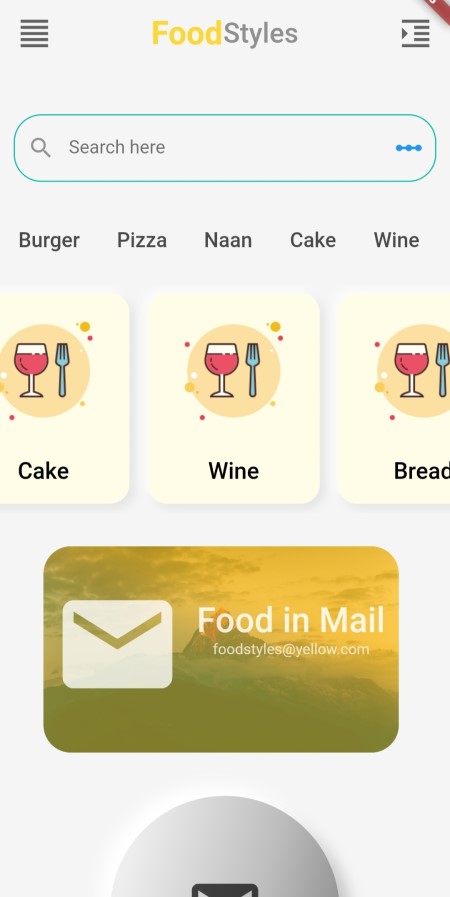 FoodStyles
Search here
Burger Pizza Naan Cake Wine
Cake Wine Bread
Food in Mail
foodstyles@yellow.com